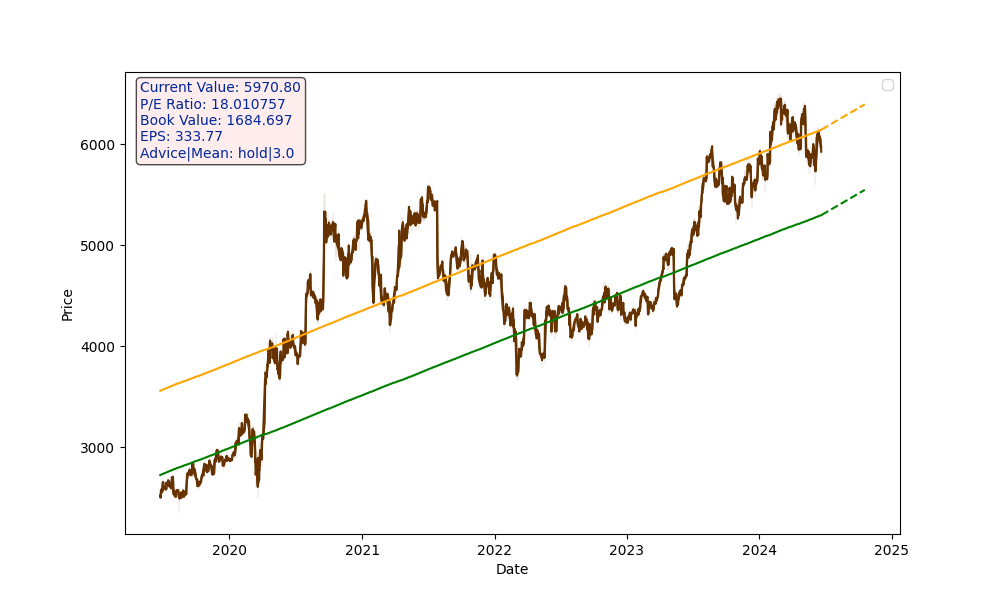 Current Value: 5970.80
P/E Ratio: 18.010757
Book Value: 1684.697
EPS: 333.77
Advice|Mean: hold|3.0
6000
5000
4000
3000
Price
2020 2021 2022 2023 2024 2025
Date